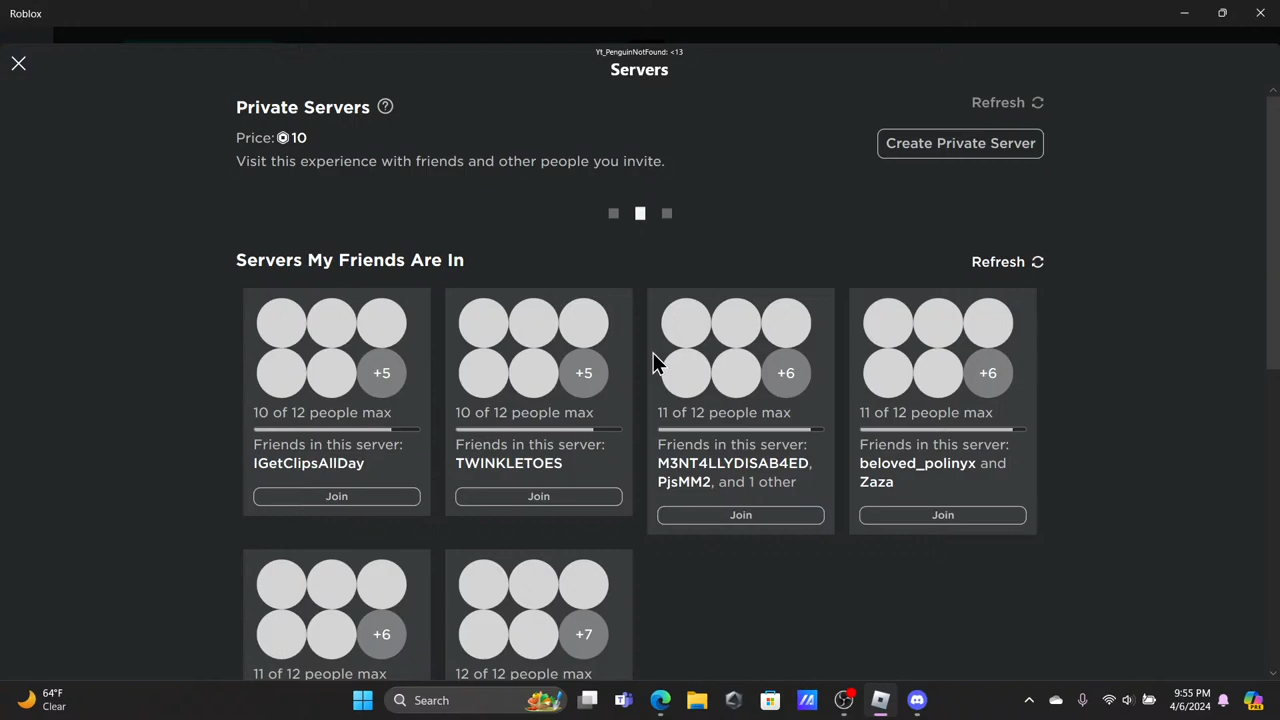 Roblox
Yt_PenguinNotFound: <13
Servers
Private Servers ?
Refresh
Price: 10
Create Private Server
Visit this experience with friends and other people you invite.
Servers My Friends Are In
Refresh
+5
+5
+6
+6
10 of 12 people max
10 of 12 people max
11 of 12 people max
11 of 12 people max
Friends in this server:
IGetClipsAllDay
Friends in this server:
TWINKLETOES
Friends in this server:
M3NT4LLYDISAB4ED,
PjsMM2, and 1 other
Friends in this server:
beloved_polinyx and
Zaza
Join
Join
Join
Join
+6
+7
11 of 12 people max
12 of 12 people max
64°F
Clear
Search
9:55 PM
4/6/2024
PRE